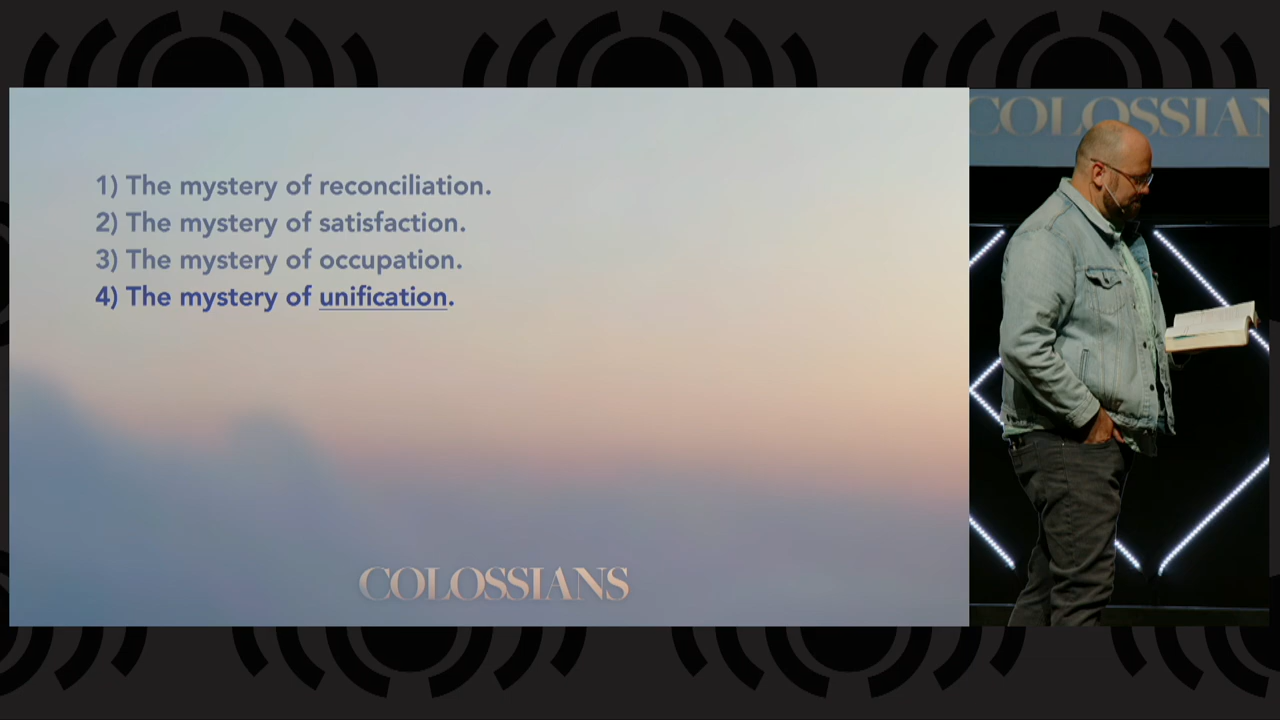 1) The mystery of reconciliation.
2) The mystery of satisfaction.
3) The mystery of occupation.
4) The mystery of unification.
COLOSSIANS
COLOSSIAN